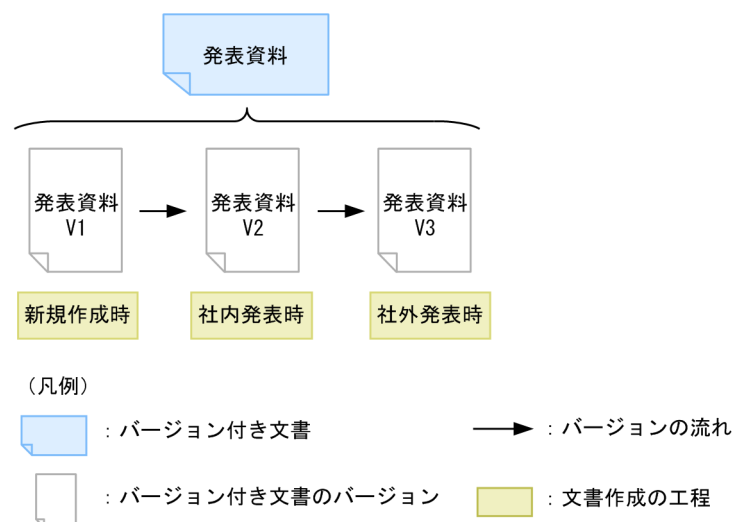 発表資料
発表資料
V1
発表資料
V2
発表資料
V3
新規作成時
社内発表時
社外発表時
（凡例）
：バージョン付き文書
：バージョンの流れ
：バージョン付き文書のバージョン
：文書作成の工程